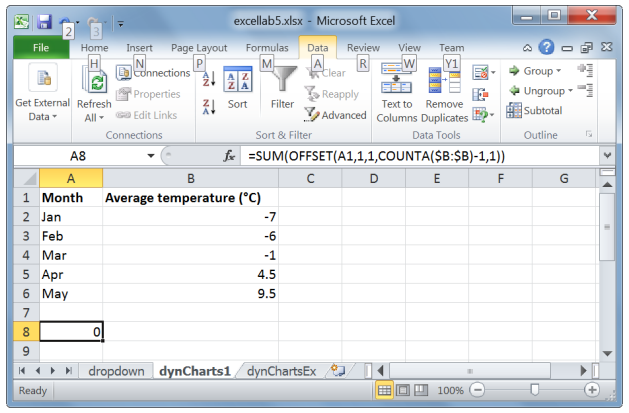 excellab5.xlsx - Microsoft Excel
2 3
File Home Insert Page Layout Formulas Data Review View Team
H N P M A R W Y1
Get External Data
Refresh All
Connections
Properties
Edit Links
Connections
Sort
Filter
Clear
Reapply
Advanced
Sort & Filter
Text to Columns
Remove Duplicates
Data Tools
Group
Ungroup
Subtotal
Outline
A8 fx =SUM(OFFSET(A1,1,1,COUNTA($B:$B)-1,1))
A B C D E F G
1 Month Average temperature (°C)
2 Jan -7
3 Feb -6
4 Mar -1
5 Apr 4.5
6 May 9.5
7
8 0
9
dropdown dynCharts1 dynChartsEx
Ready 100%